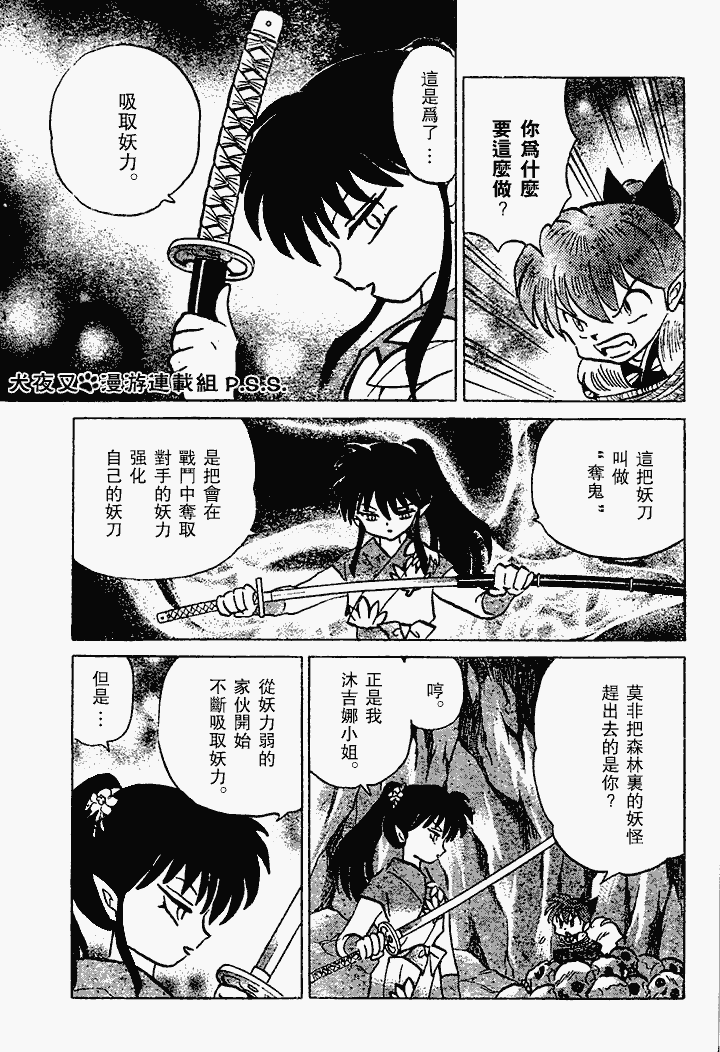 你爲什麼
要這麼做？
這是爲了…
吸取妖力。
犬夜叉漫游連載組 P.S.S.
這把妖刀
叫做
“奪鬼”
是把會在
戰鬥中奪取
對手的妖力
强化
自己的妖刀
莫非把森林裏的妖怪
趕出去的是你？
哼。
正是我
沐吉娜小姐。
從妖力弱的
家伙開始
不斷吸取妖力。
但是…